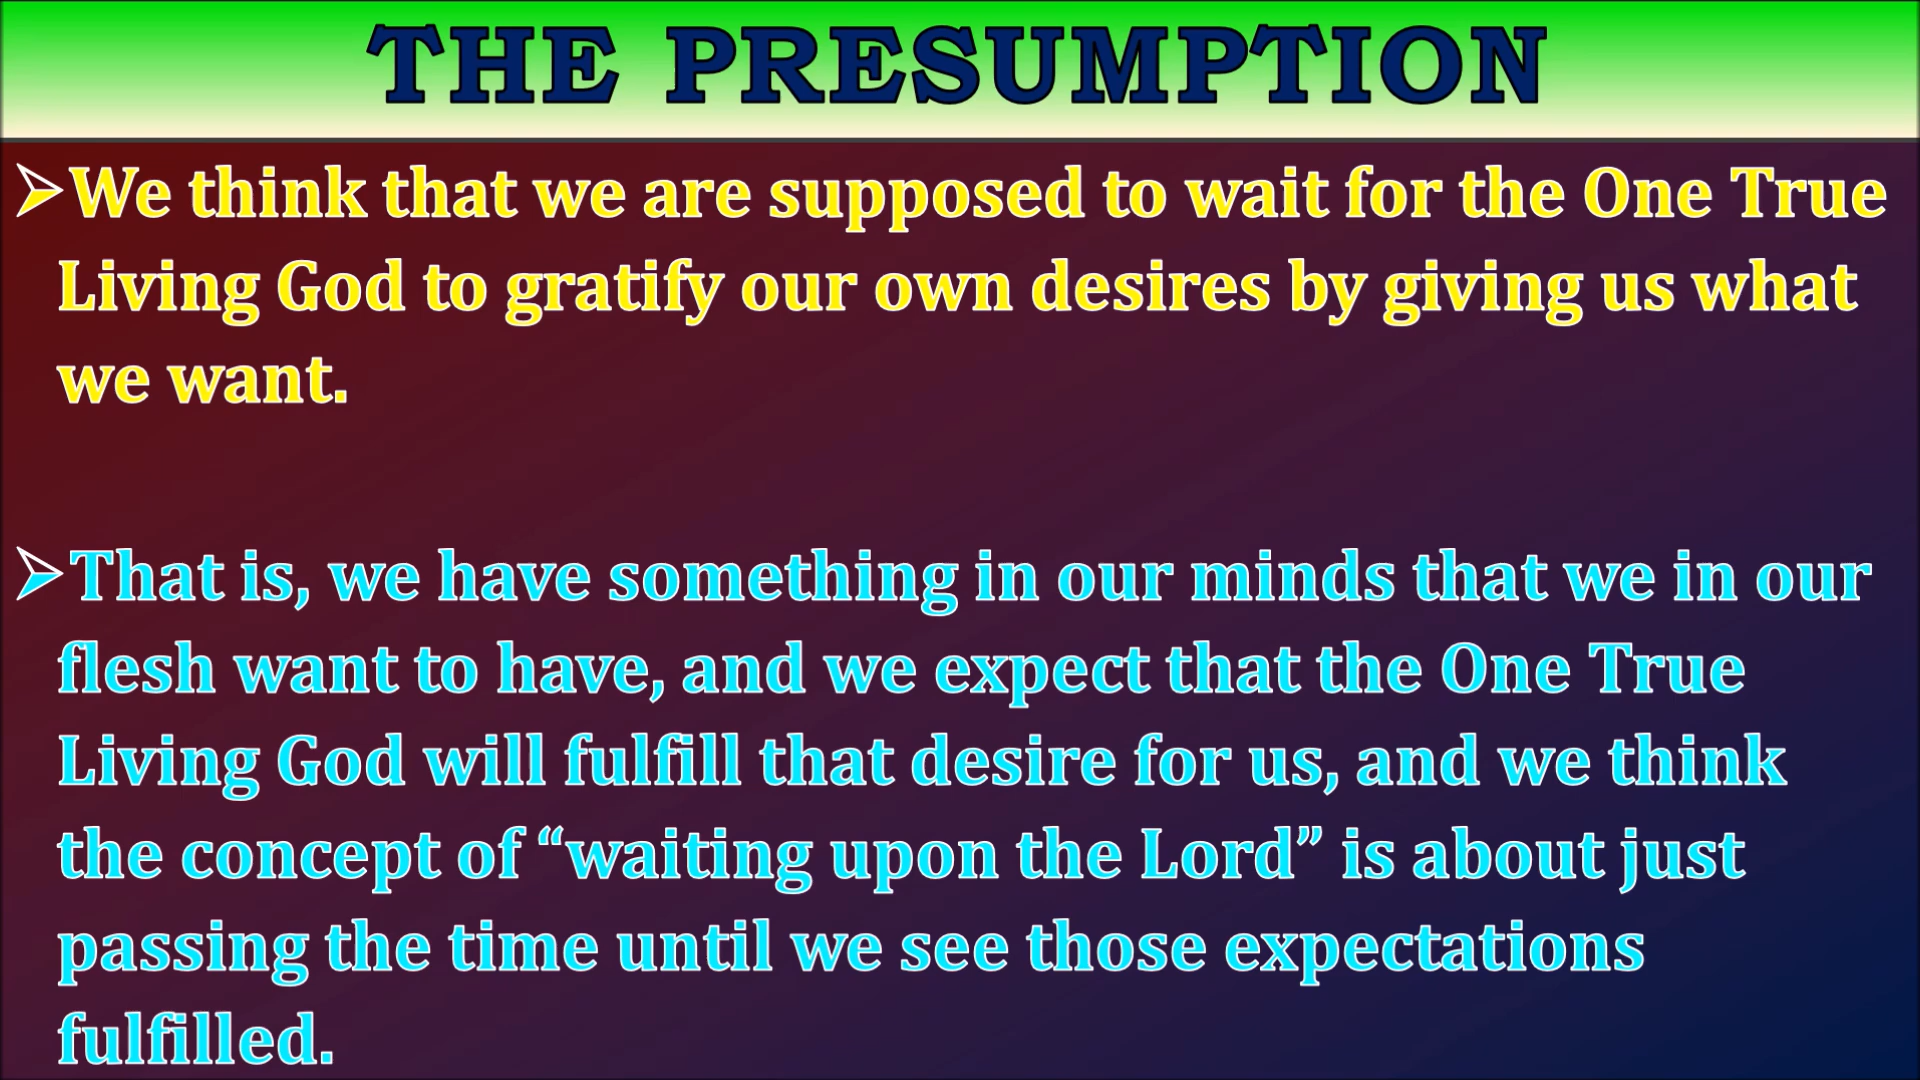 THE PRESUMPTION
➢We think that we are supposed to wait for the One True
Living God to gratify our own desires by giving us what
we want.
➢That is, we have something in our minds that we in our
flesh want to have, and we expect that the One True
Living God will fulfill that desire for us, and we think
the concept of “waiting upon the Lord” is about just
passing the time until we see those expectations
fulfilled.